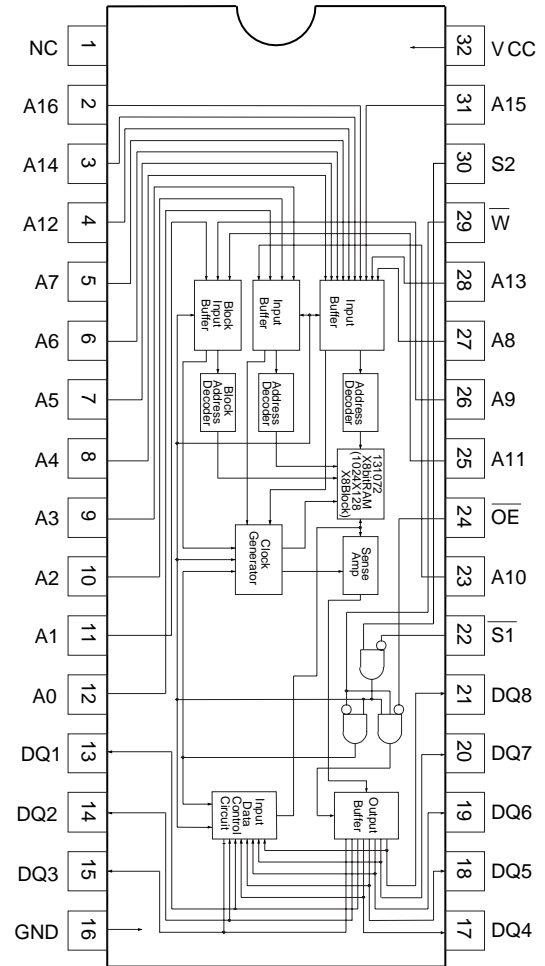 NC 1
A16 2
A14 3
A12 4
A7 5
A6 6
A5 7
A4 8
A3 9
A2 10
A1 11
A0 12
DQ1 13
DQ2 14
DQ3 15
GND 16
32 VCC
31 A15
30 S2
29 W̅
28 A13
27 A8
26 A9
25 A11
24 O̅E̅
23 A10
22 S̅1̅
21 DQ8
20 DQ7
19 DQ6
18 DQ5
17 DQ4
Block
Input
Buffer
Input
Buffer
Input
Buffer
Block
Address
Decoder
Address
Decoder
Address
Decoder
131072
X8bitRAM
(1024X128
X8Block)
Clock
Generator
Sense
Amp
Input
Data
Control
Circuit
Output
Buffer